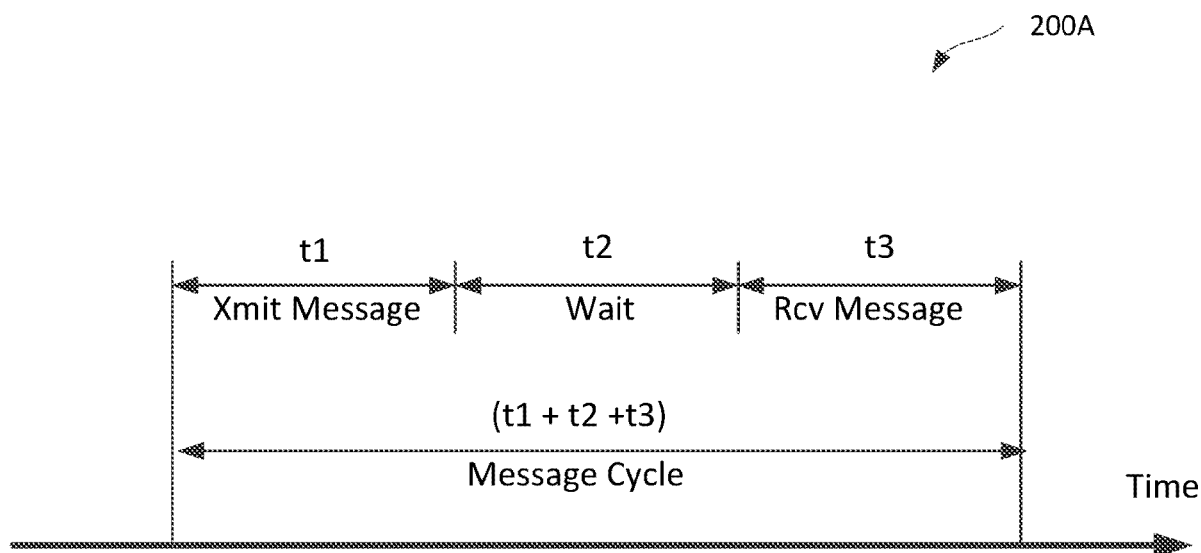 200A
t1 t2 t3
Xmit Message Wait Rcv Message
(t1 + t2 +t3)
Message Cycle
Time